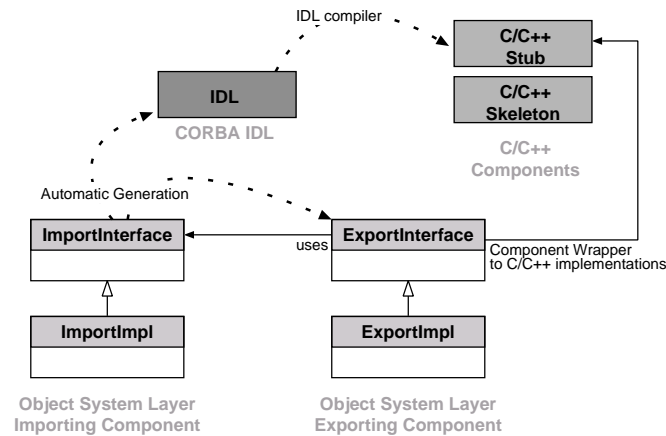 IDL compiler
C/C++
Stub
IDL
C/C++
Skeleton
CORBA IDL
C/C++
Components
Automatic Generation
ImportInterface
uses
ExportInterface
Component Wrapper
to C/C++ implementations
ImportImpl
ExportImpl
Object System Layer
Importing Component
Object System Layer
Exporting Component